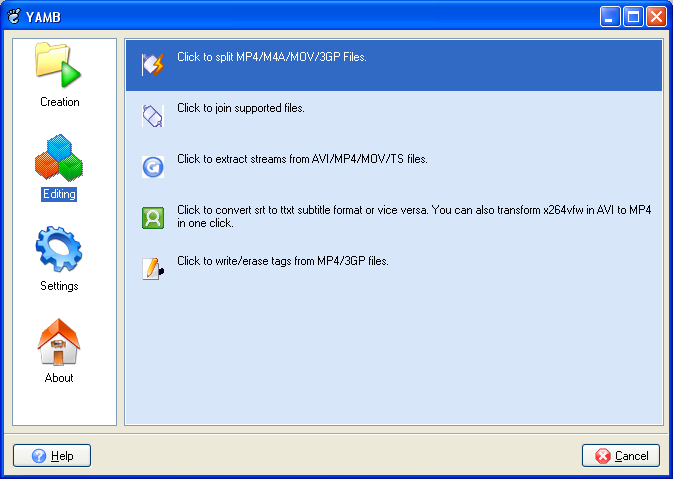 YAMB
Creation
Editing
Settings
About
Click to split MP4/M4A/MOV/3GP Files.
Click to join supported files.
Click to extract streams from AVI/MP4/MOV/TS files.
Click to convert srt to ttxt subtitle format or vice versa. You can also transform x264vfw in AVI to MP4
in one click.
Click to write/erase tags from MP4/3GP files.
Help
Cancel